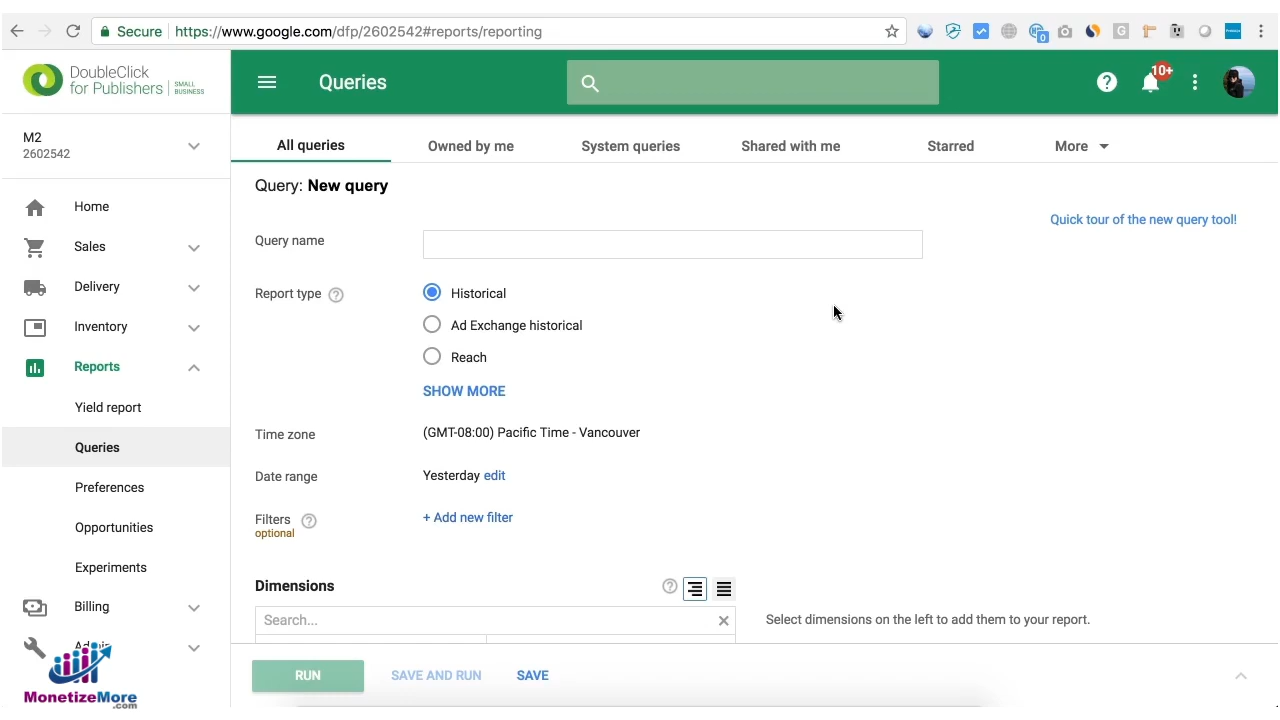 Secure https://www.google.com/dfp/2602542#reports/reporting
0
DoubleClick
for Publishers
SMALL
BUSINESS
Queries
10+
M2
2602542
Home
Sales
Delivery
Inventory
Reports
Yield report
Queries
Preferences
Opportunities
Experiments
Billing
MonetizeMore
.com
All queries Owned by me System queries Shared with me Starred More
Query: New query
Quick tour of the new query tool!
Query name
Report type
Historical
Ad Exchange historical
Reach
SHOW MORE
Time zone (GMT-08:00) Pacific Time - Vancouver
Date range Yesterday edit
Filters + Add new filter
optional
Dimensions
Search...
Select dimensions on the left to add them to your report.
RUN SAVE AND RUN SAVE